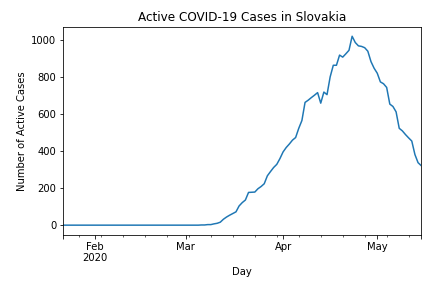 Active COVID-19 Cases in Slovakia
Number of Active Cases
1000
800
600
400
200
0
Feb
2020
Mar
Apr
May
Day